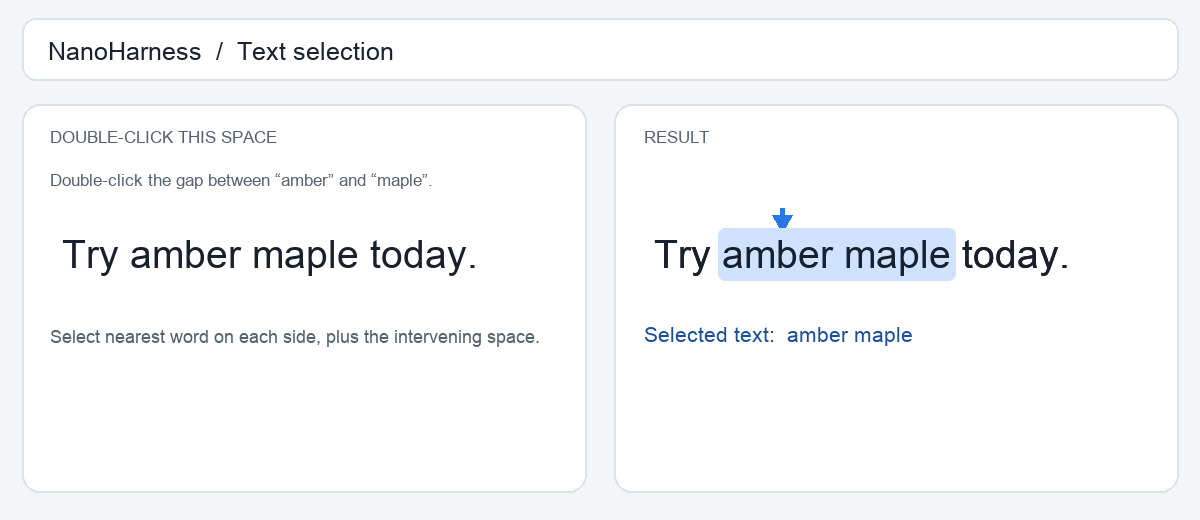 NanoHarness / Text selection
DOUBLE-CLICK THIS SPACE
Double-click the gap between “amber” and “maple”.
Try amber maple today.
Select nearest word on each side, plus the intervening space.
RESULT
Try amber maple today.
Selected text: amber maple